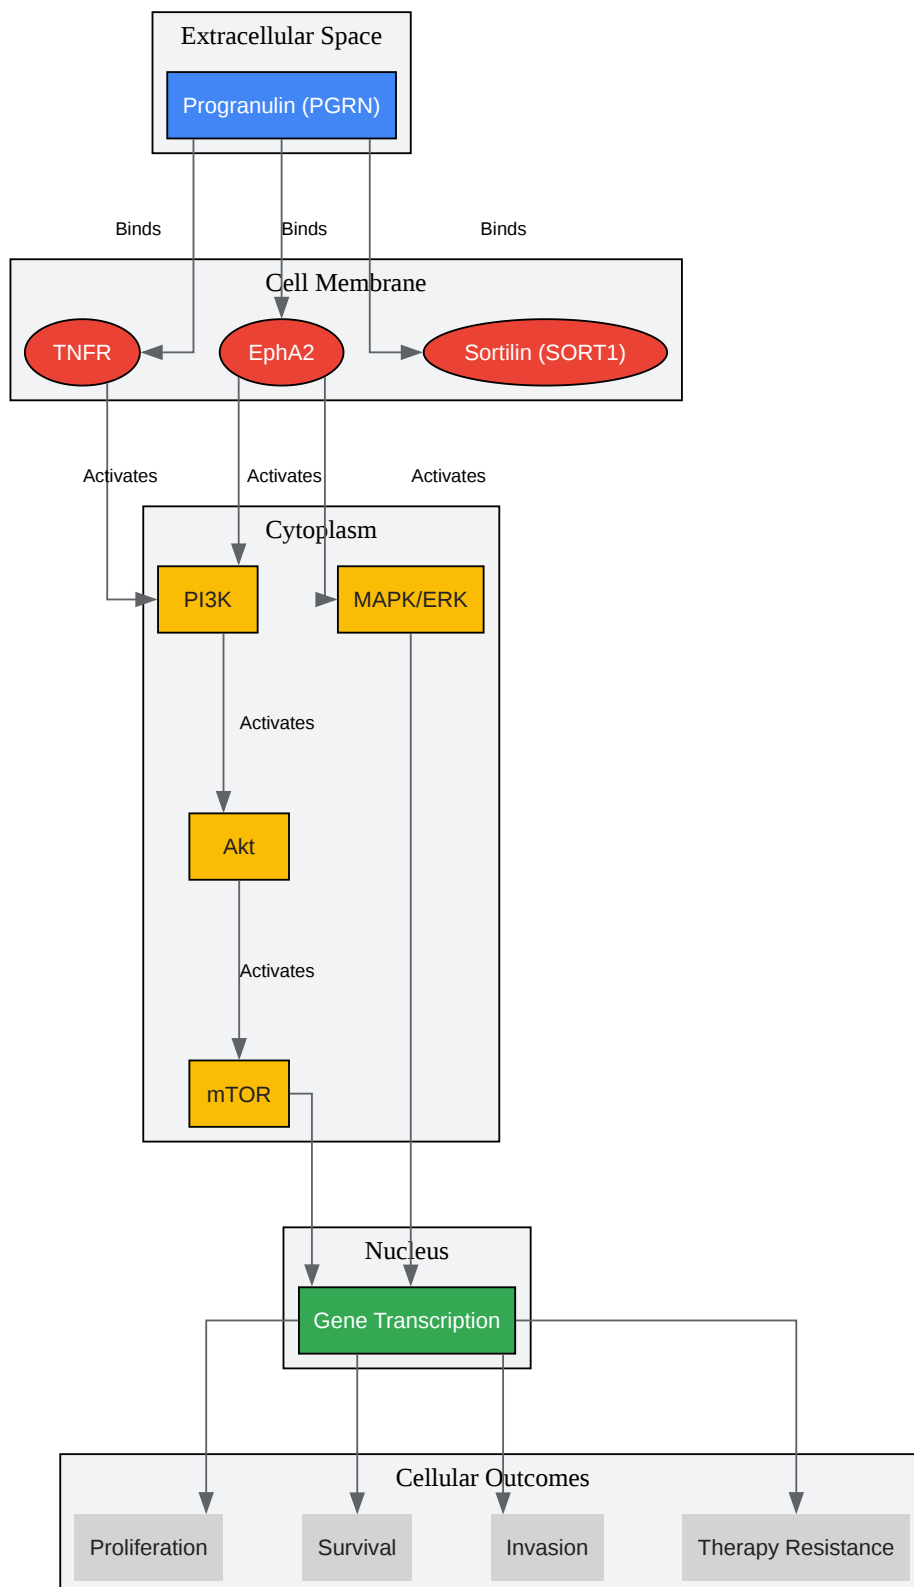 Extracellular Space
Progranulin (PGRN)
Binds
Binds
Binds
Cell Membrane
TNFR
EphA2
Sortilin (SORT1)
Activates
Activates
Activates
Cytoplasm
PI3K
MAPK/ERK
Activates
Akt
Activates
mTOR
Nucleus
Gene Transcription
Cellular Outcomes
Proliferation
Survival
Invasion
Therapy Resistance